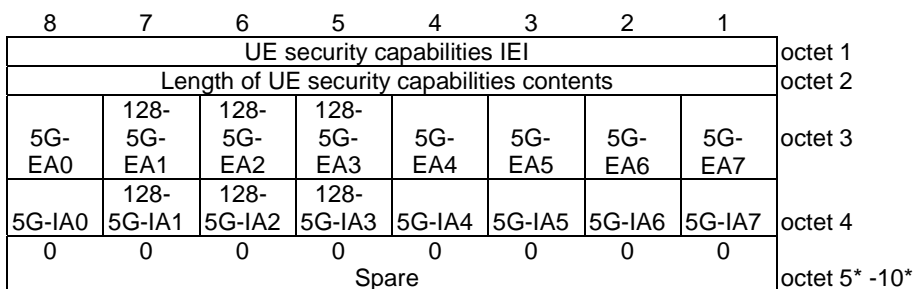 8 7 6 5 4 3 2 1
UE security capabilities IEI octet 1
Length of UE security capabilities contents octet 2
128- 128- 128-
5G- 5G- 5G- 5G- 5G- 5G- 5G- 5G- octet 3
EA0 EA1 EA2 EA3 EA4 EA5 EA6 EA7
128- 128- 128-
5G-IA0 5G-IA1 5G-IA2 5G-IA3 5G-IA4 5G-IA5 5G-IA6 5G-IA7 octet 4
0 0 0 0 0 0 0 0
Spare octet 5* -10*